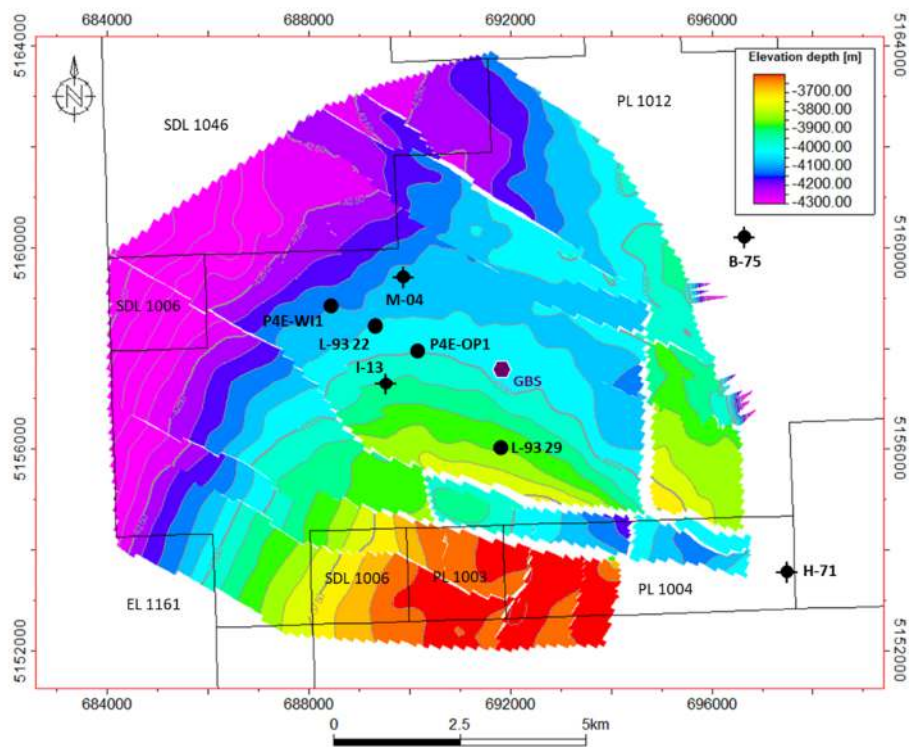 684000
688000
692000
696000
5164000
5164000
Elevation depth [m]
-3700.00
-3800.00
-3900.00
-4000.00
-4100.00
-4200.00
-4300.00
PL 1012
SDL 1046
N
5160000
5160000
B-75
M-04
SDL 1006
P4E-WI1
L-93 22
P4E-OP1
I-13
GBS
5156000
5156000
L-93 29
SDL 1006
PL 1003
PL 1004
H-71
EL 1161
5152000
5152000
684000
688000
692000
696000
0
2.5
5km